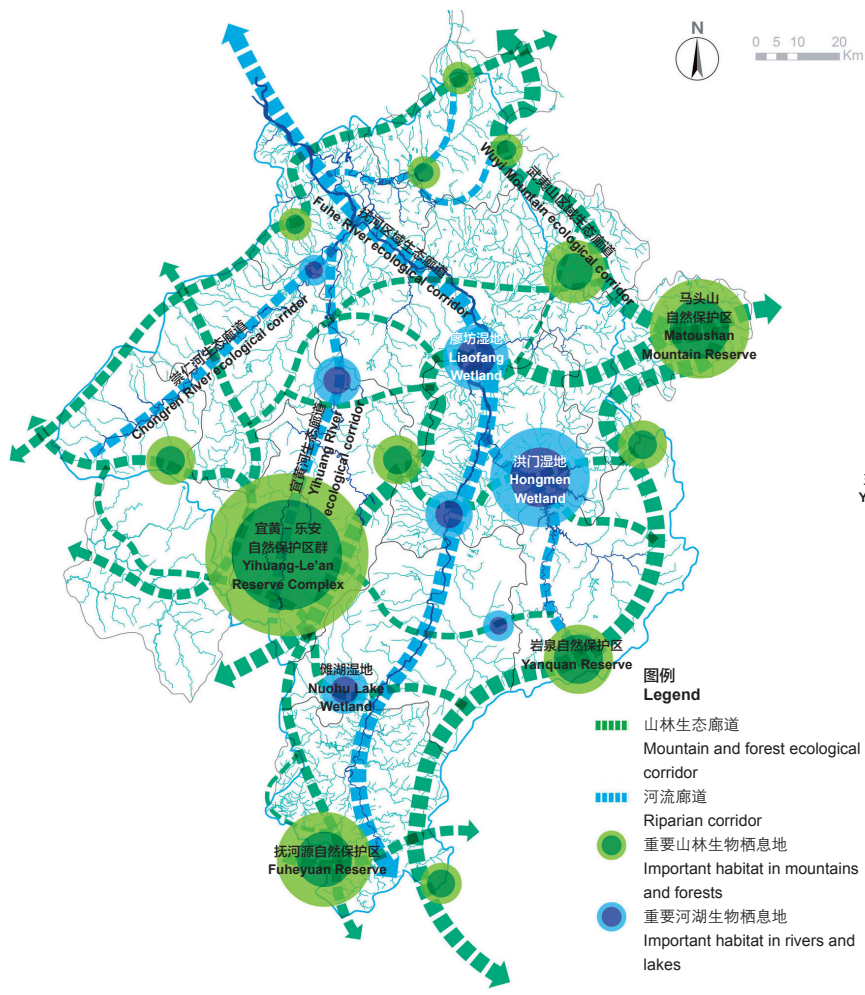 N
0 5 10 20
Km
武夷山区域生态廊道
Wuyi Mountain ecological corridor
抚河区域生态廊道
Fuhe River ecological corridor
马头山
自然保护区
Matoushan
Mountain Reserve
廖坊湿地
Liaofang
Wetland
崇仁河生态廊道
Chongren River ecological corridor
宜黄河生态廊道
Yihuang River
ecological corridor
洪门湿地
Hongmen
Wetland
Y
宜黄–乐安
自然保护区群
Yihuang-Le'an
Reserve Complex
岩泉自然保护区
Yanquan Reserve
傩湖湿地
Nuohu Lake
Wetland
抚河源自然保护区
Fuheyuan Reserve
图例
Legend
山林生态廊道
Mountain and forest ecological
corridor
河流廊道
Riparian corridor
重要山林生物栖息地
Important habitat in mountains
and forests
重要河湖生物栖息地
Important habitat in rivers and
lakes